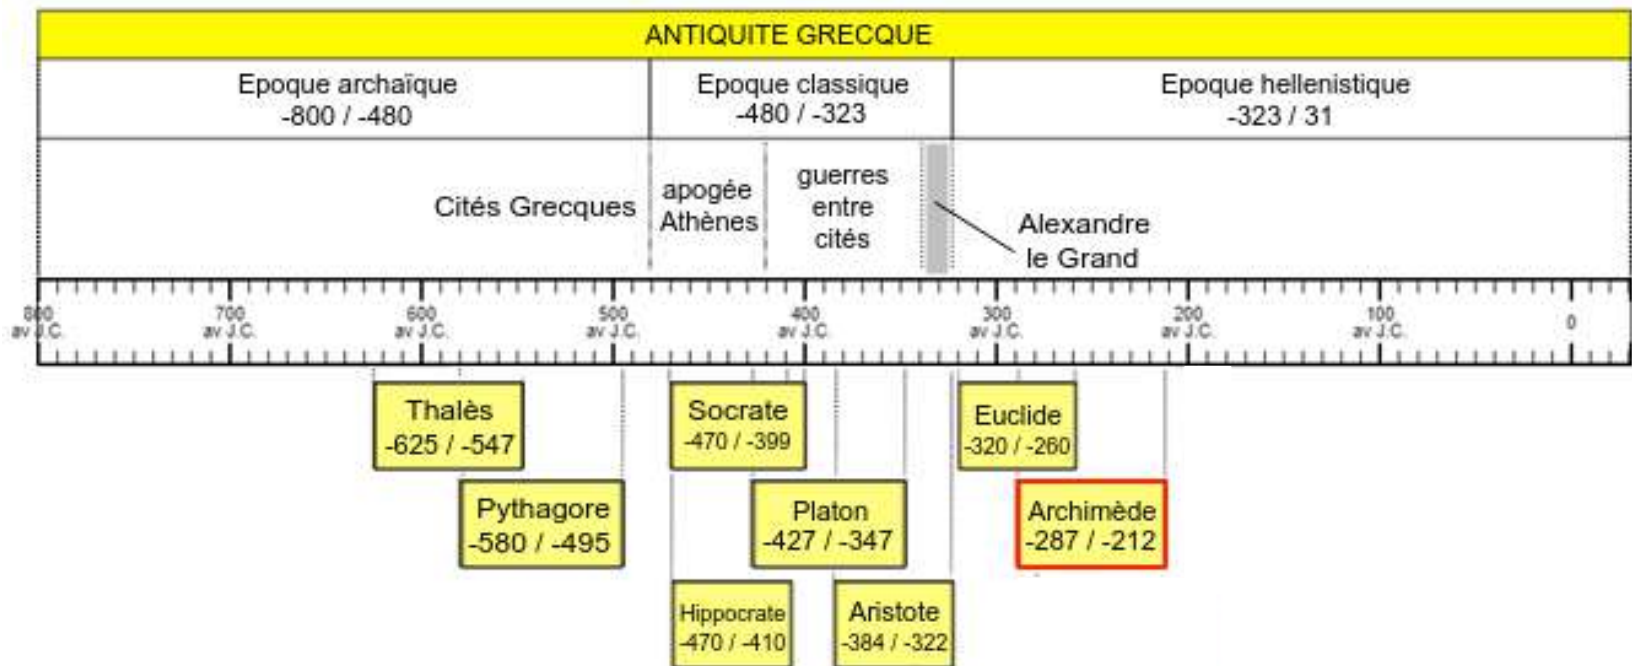 ANTIQUITE GRECQUE
Epoque archaïque
-800 / -480
Epoque classique
-480 / -323
Epoque hellenistique
-323 / 31
Cités Grecques
apogée
Athènes
guerres
entre
cités
Alexandre
le Grand
800
av J.C.
700
av J.C.
600
av J.C.
500
av J.C.
400
av J.C.
300
av J.C.
200
av J.C.
100
av J.C.
0
Thalès
-625 / -547
Socrate
-470 / -399
Euclide
-320 / -260
Pythagore
-580 / -495
Platon
-427 / -347
Archimède
-287 / -212
Hippocrate
-470 / -410
Aristote
-384 / -322